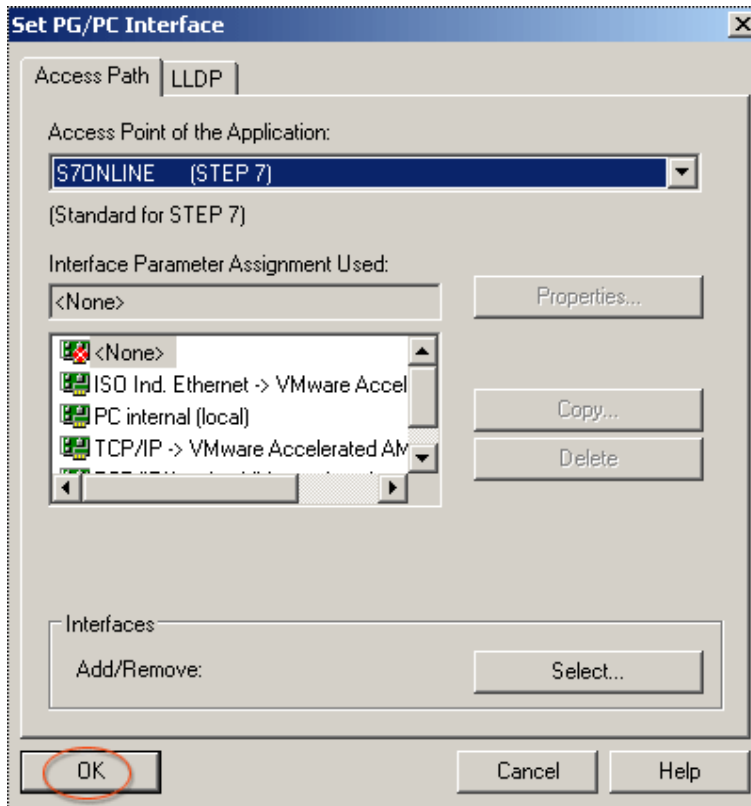 Set PG/PC Interface
Access Path
LLDP
Access Point of the Application:
S7ONLINE (STEP 7)
(Standard for STEP 7)
Interface Parameter Assignment Used:
<None>
Properties...
<None>
ISO Ind. Ethernet -> VMware Accel
PC internal (local)
TCP/IP -> VMware Accelerated AM
Copy...
Delete
Interfaces
Add/Remove:
Select...
OK
Cancel
Help